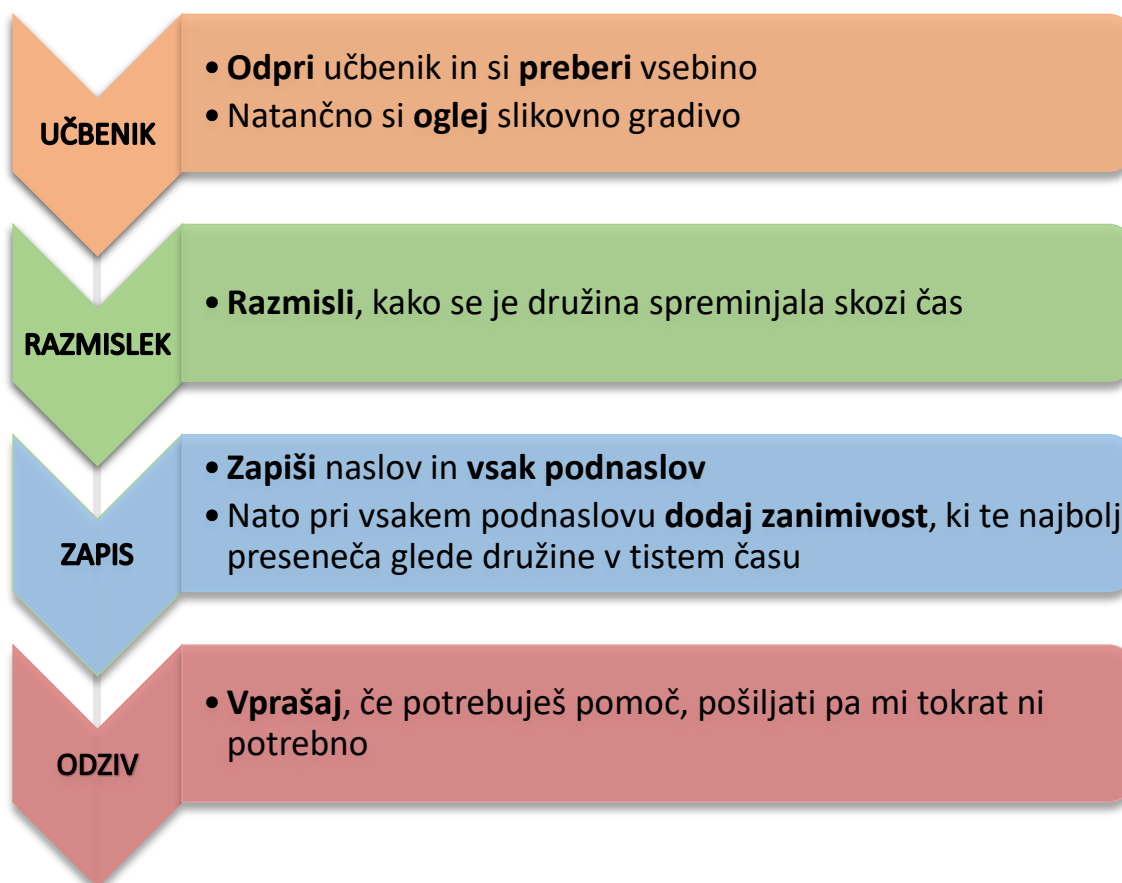 UČBENIK
• Odpri učbenik in si preberi vsebino
• Natančno si oglej slikovno gradivo
RAZMISLEK
• Razmisli, kako se je družina spreminjala skozi čas
ZAPIS
• Zapiši naslov in vsak podnaslov
• Nato pri vsakem podnaslovu dodaj zanimivost, ki te najbolj
preseneča glede družine v tistem času
ODZIV
• Vprašaj, če potrebuješ pomoč, pošiljati pa mi tokrat ni
potrebno